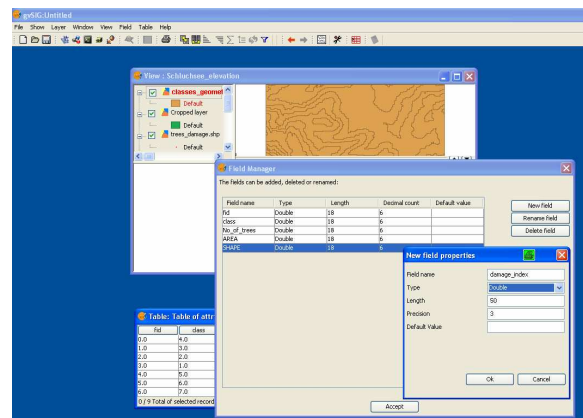 gvSIG:Untitled
File Show Layer Window View Field Table Help
View : Schluchsee_elevation
classes_geomet
Default
Cropped layer
Default
trees_damage.shp
Default
Field Manager
The fields can be added, deleted or renamed:
Field name Type Length Decimal count Default value
fid Double 18 6
class Double 18 6
No_of_trees Double 18 6
AREA Double 18 6
SHAPE Double 18 6
New field
Rename field
Delete field
New field properties
Field name damage_index
Type Double
Length 50
Precision 3
Default Value
Ok Cancel
Accept
Table: Table of attr
fid class
0.0 4.0
1.0 3.0
2.0 2.0
3.0 1.0
4.0 5.0
5.0 6.0
6.0 7.0
0 / 9 Total of selected record